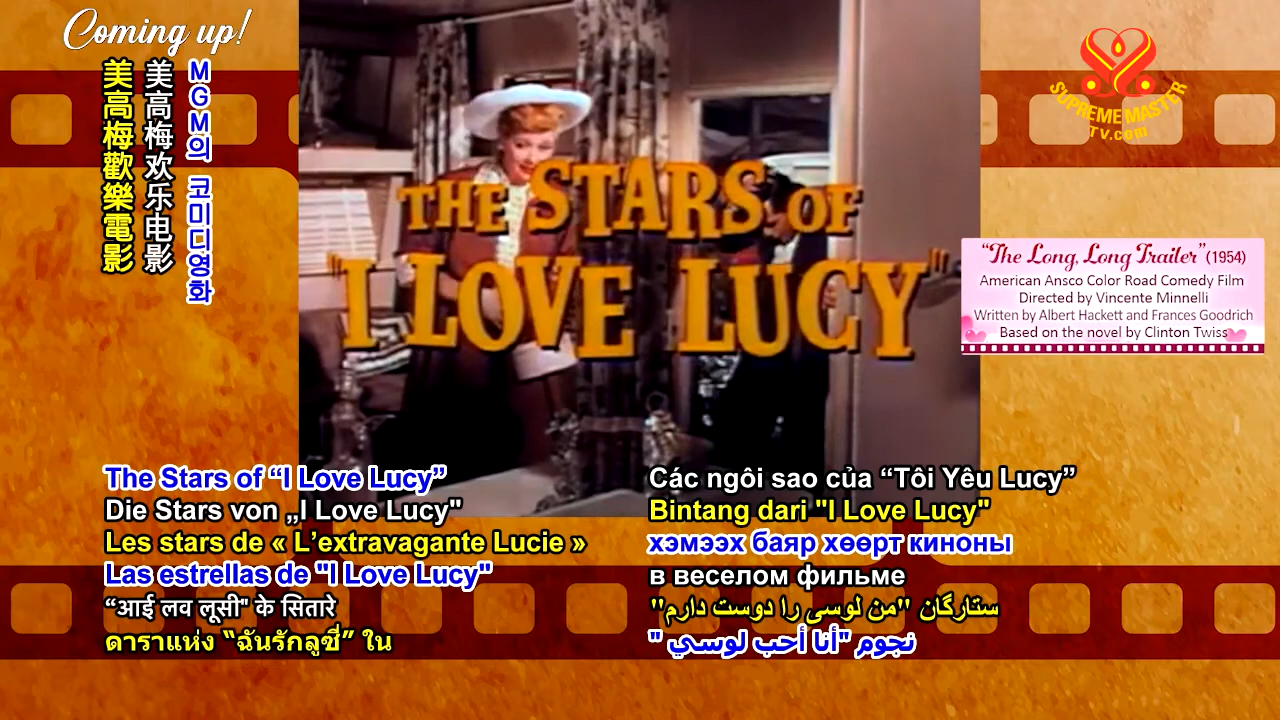 Coming up!
美高梅歡樂電影
美高梅欢乐电影
MGM의 코미디영화
SUPREME MASTER
TV.com
THE STARS OF
"I LOVE LUCY"
“The Long, Long Trailer” (1954)
American Ansco Color Road Comedy Film
Directed by Vincente Minnelli
Written by Albert Hackett and Frances Goodrich
Based on the novel by Clinton Twiss
The Stars of “I Love Lucy”
Die Stars von „I Love Lucy"
Les stars de « L’extravagante Lucie »
Las estrellas de "I Love Lucy"
“आई लव लूसी" के सितारे
ดาราแห่ง “ฉันรักลูซี่” ใน
Các ngôi sao của “Tôi Yêu Lucy”
Bintang dari "I Love Lucy"
хэмээх баяр хөөрт киноны
в веселом фильме
ستارگان "من لوسی را دوست دارم"
نجوم "أنا أحب لوسي "